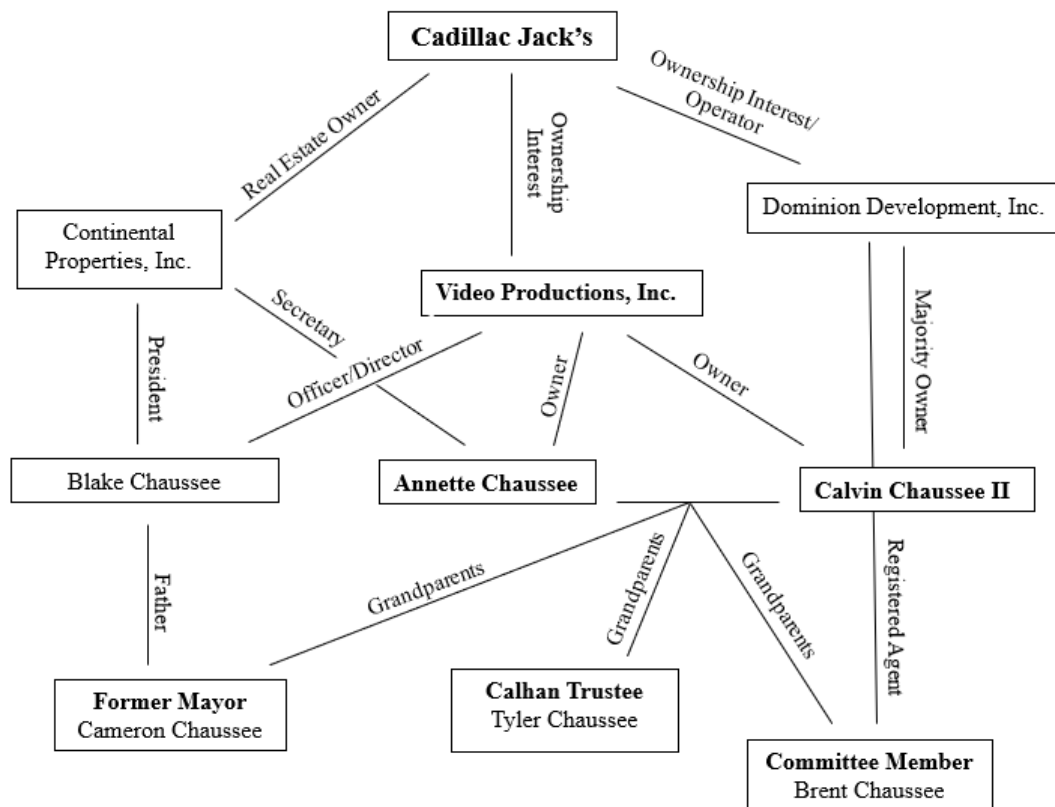 Cadillac Jack's
Real Estate Owner
Ownership
Interest
Ownership Interest/
Operator
Continental
Properties, Inc.
Dominion Development, Inc.
Video Productions, Inc.
Secretary
President
Officer/Director
Owner
Owner
Majority Owner
Blake Chaussee
Annette Chaussee
Calvin Chaussee II
Father
Grandparents
Grandparents
Grandparents
Registered Agent
Former Mayor
Cameron Chaussee
Calhan Trustee
Tyler Chaussee
Committee Member
Brent Chaussee